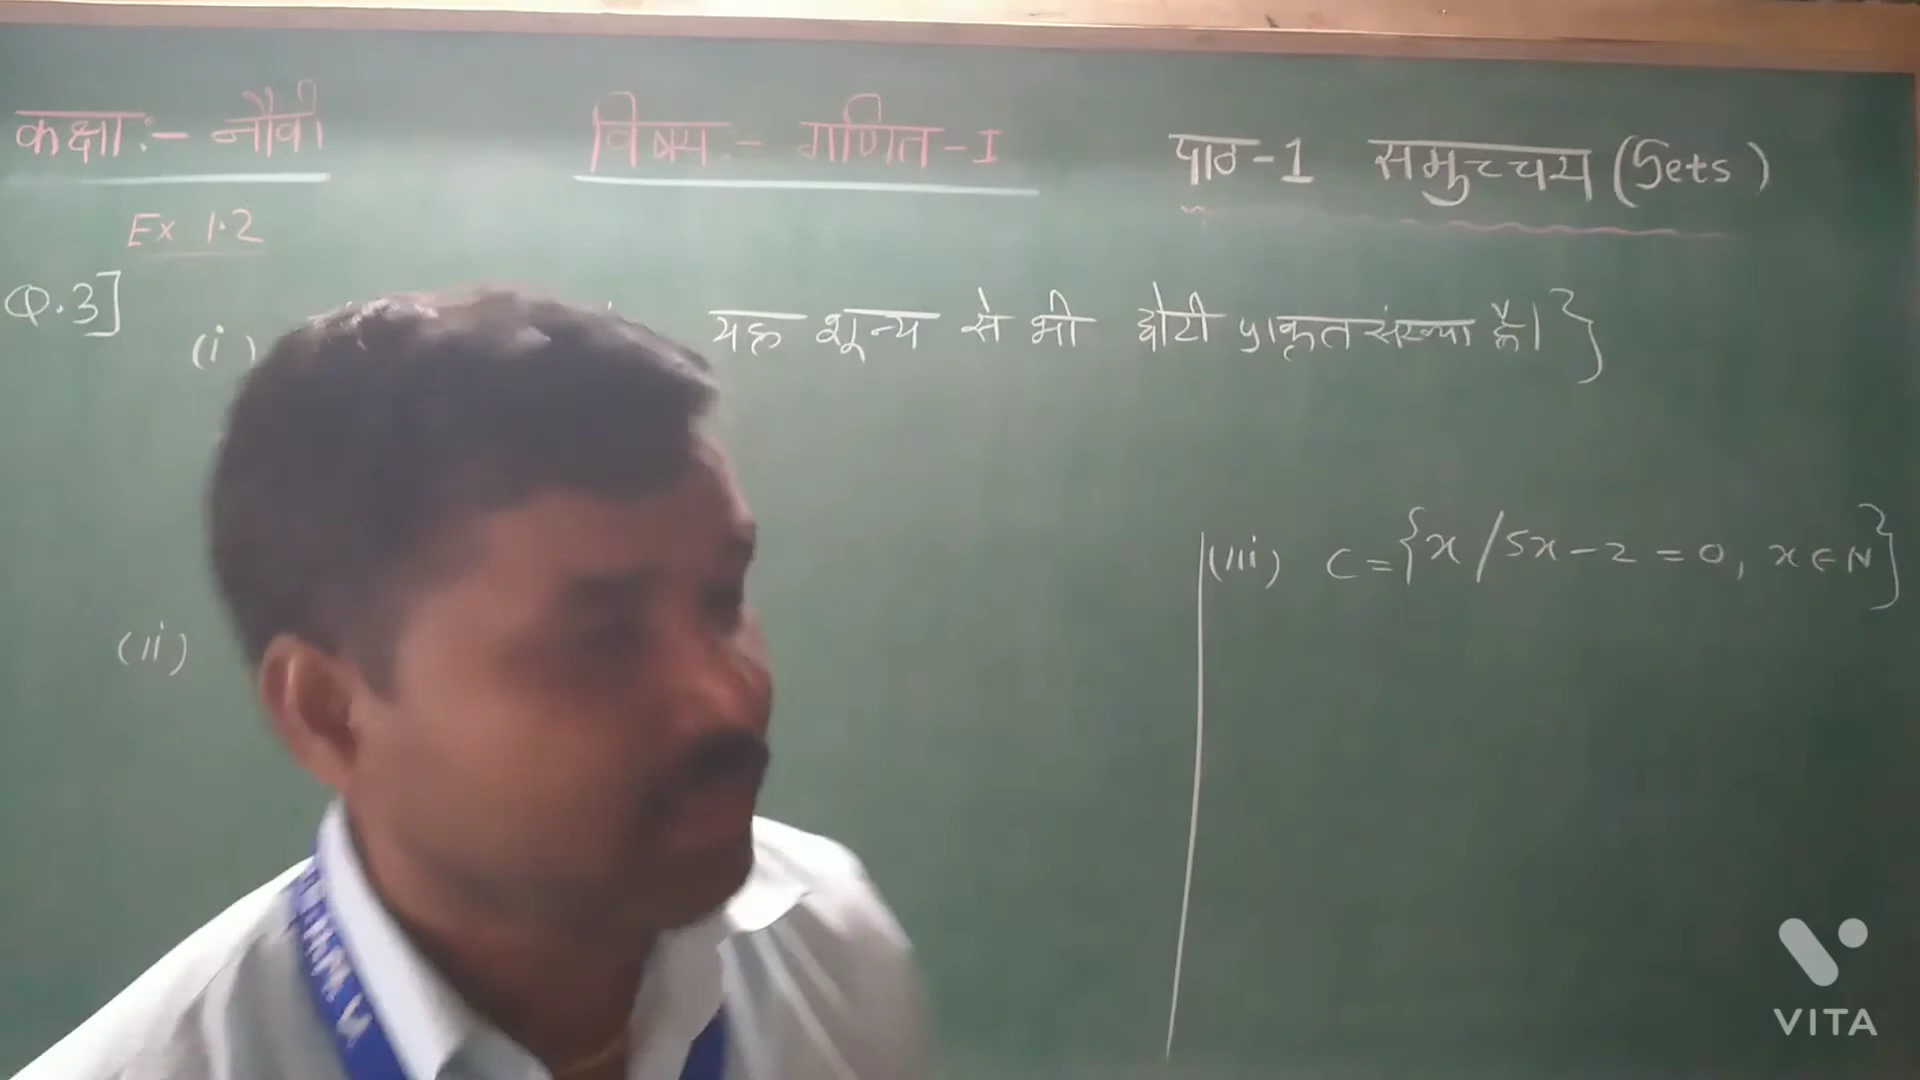 कक्षा:- नौवी विषय:- गणित-I पाठ-1 समुच्चय (Sets)
Ex 1.2
Q.3]
(i) यह शून्य से भी छोटी प्राकृत संख्या है।}
(iii) C = {x / 5x - 2 = 0, x ∈ N}
(ii)
VITA